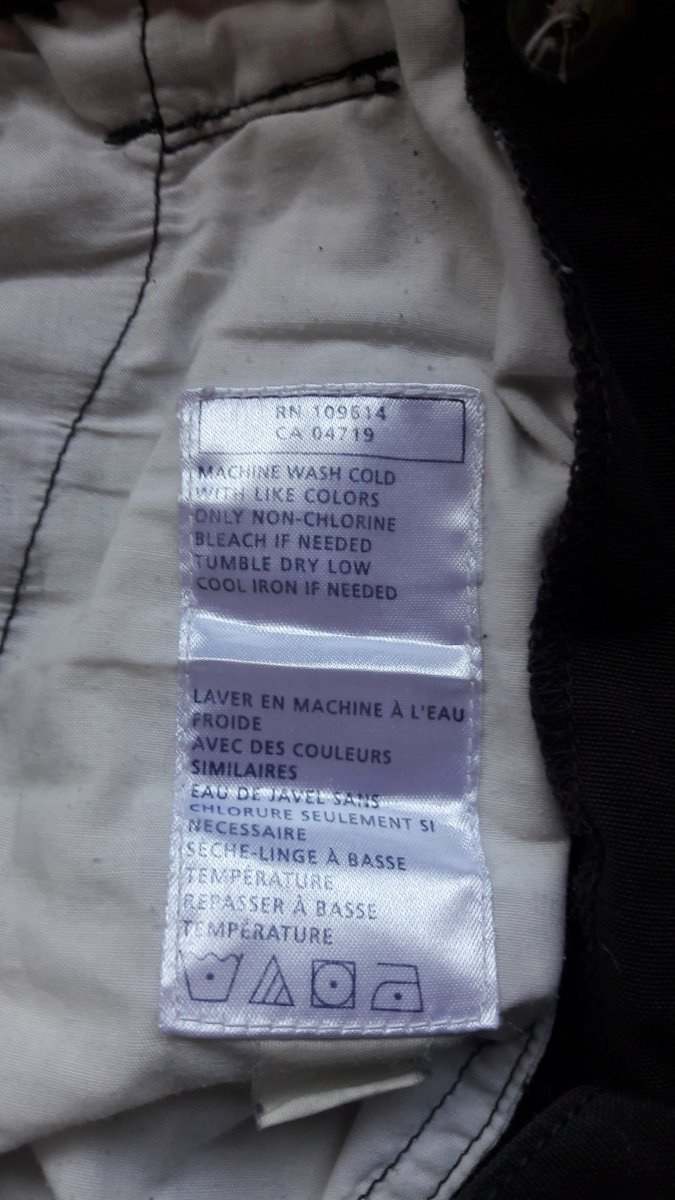 RN 109614
CA 04719
MACHINE WASH COLD
WITH LIKE COLORS
ONLY NON-CHLORINE
BLEACH IF NEEDED
TUMBLE DRY LOW
COOL IRON IF NEEDED
LAVER EN MACHINE À L'EAU
FROIDE
AVEC DES COULEURS
SIMILAIRES
EAU DE JAVEL SANS
CHLORURE SEULEMENT SI
NECESSAIRE
SÈCHE-LINGE À BASSE
TEMPÉRATURE
REPASSER À BASSE
TEMPÉRATURE